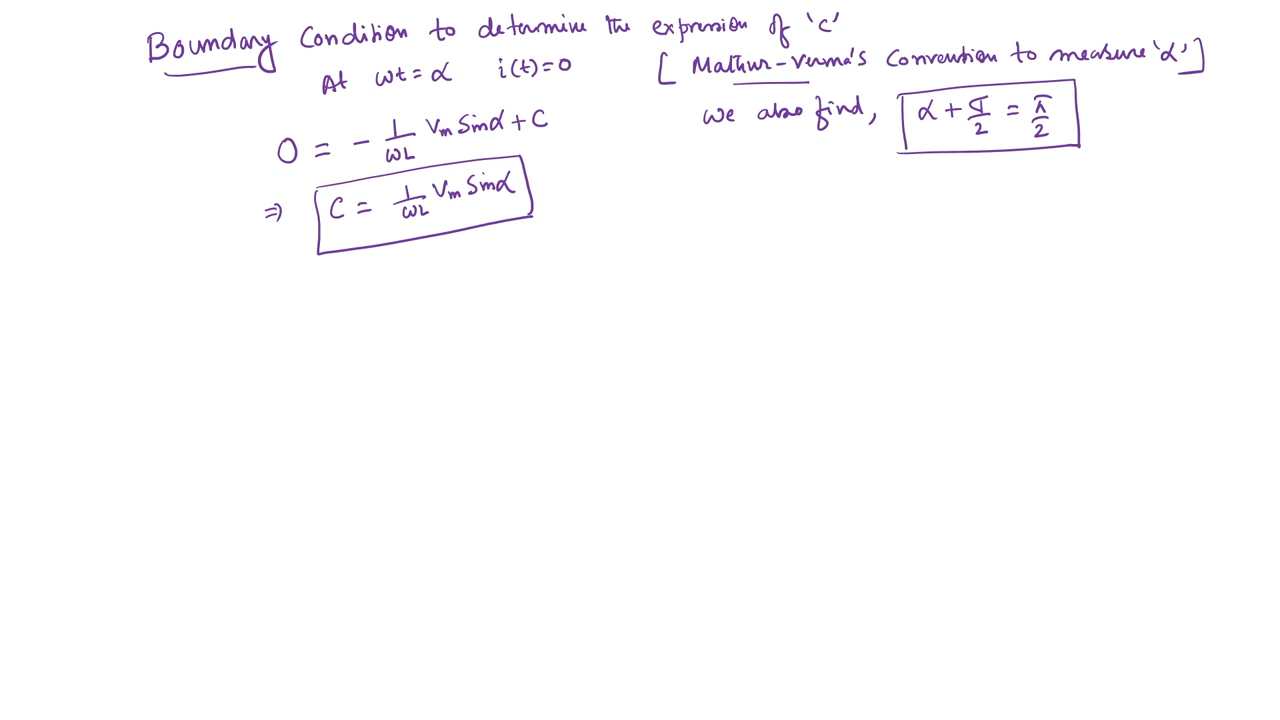 Boundary Condition to determine the expression of 'C'
At ωt = α i(t) = 0
[ Mathur-Verma's Convention to measure 'α' ]
we also find, α + σ/2 = π/2
0 = - 1/ωL Vm Sinα + C
⇒ C = 1/ωL Vm Sinα